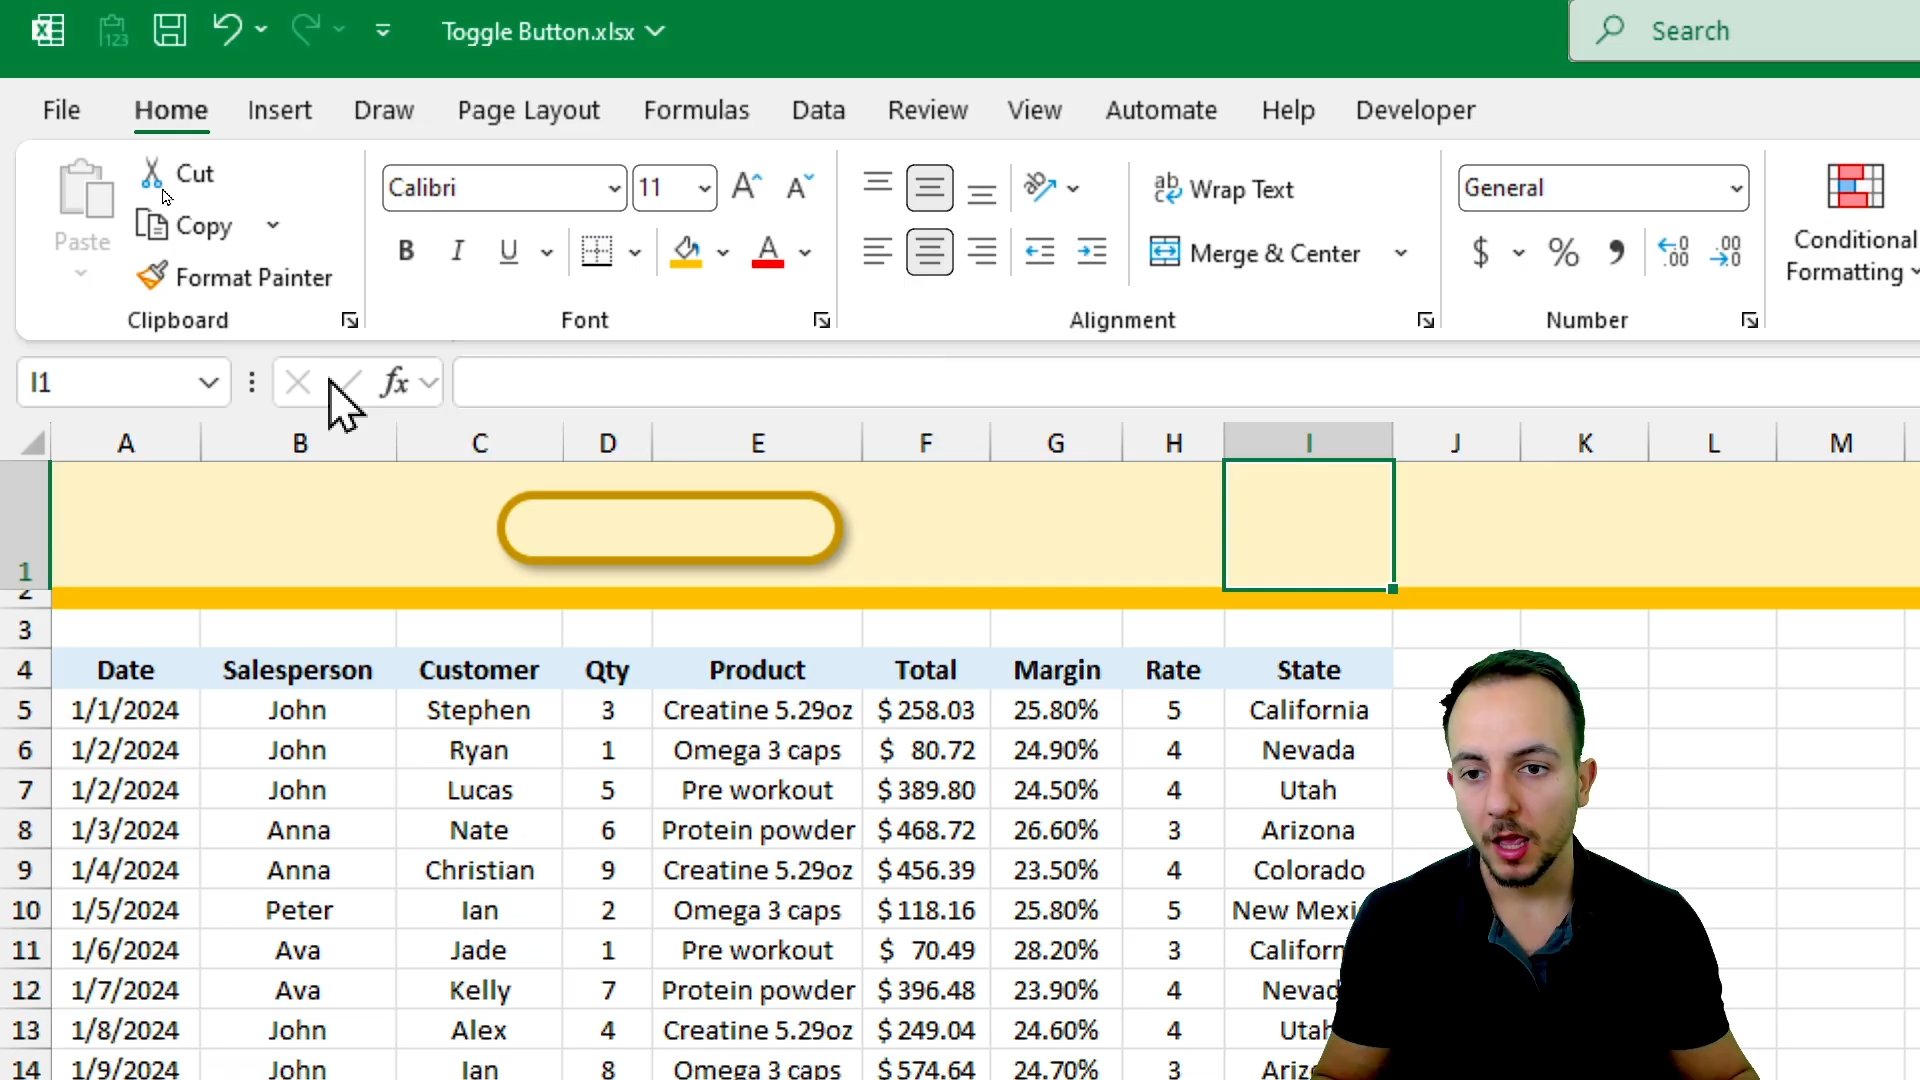 Toggle Button.xlsx
Search
File Home Insert Draw Page Layout Formulas Data Review View Automate Help Developer
Paste
Cut
Copy
Format Painter
Clipboard
Calibri 11
B I U A
Font
Wrap Text
Merge & Center
Alignment
General
$ % , .00 .00
Number
Conditional
Formatting
I1 fx
A B C D E F G H I J K L M
1
2
3
4 Date Salesperson Customer Qty Product Total Margin Rate State
5 1/1/2024 John Stephen 3 Creatine 5.29oz $ 258.03 25.80% 5 California
6 1/2/2024 John Ryan 1 Omega 3 caps $ 80.72 24.90% 4 Nevada
7 1/2/2024 John Lucas 5 Pre workout $ 389.80 24.50% 4 Utah
8 1/3/2024 Anna Nate 6 Protein powder $ 468.72 26.60% 3 Arizona
9 1/4/2024 Anna Christian 9 Creatine 5.29oz $ 456.39 23.50% 4 Colorado
10 1/5/2024 Peter Ian 2 Omega 3 caps $ 118.16 25.80% 5 New Mexi
11 1/6/2024 Ava Jade 1 Pre workout $ 70.49 28.20% 3 Californ
12 1/7/2024 Ava Kelly 7 Protein powder $ 396.48 23.90% 4 Nevad
13 1/8/2024 John Alex 4 Creatine 5.29oz $ 249.04 24.60% 4 Utah
14 1/9/2024 John Ian 8 Omega 3 caps $ 574.64 24.70% 3 Ariz